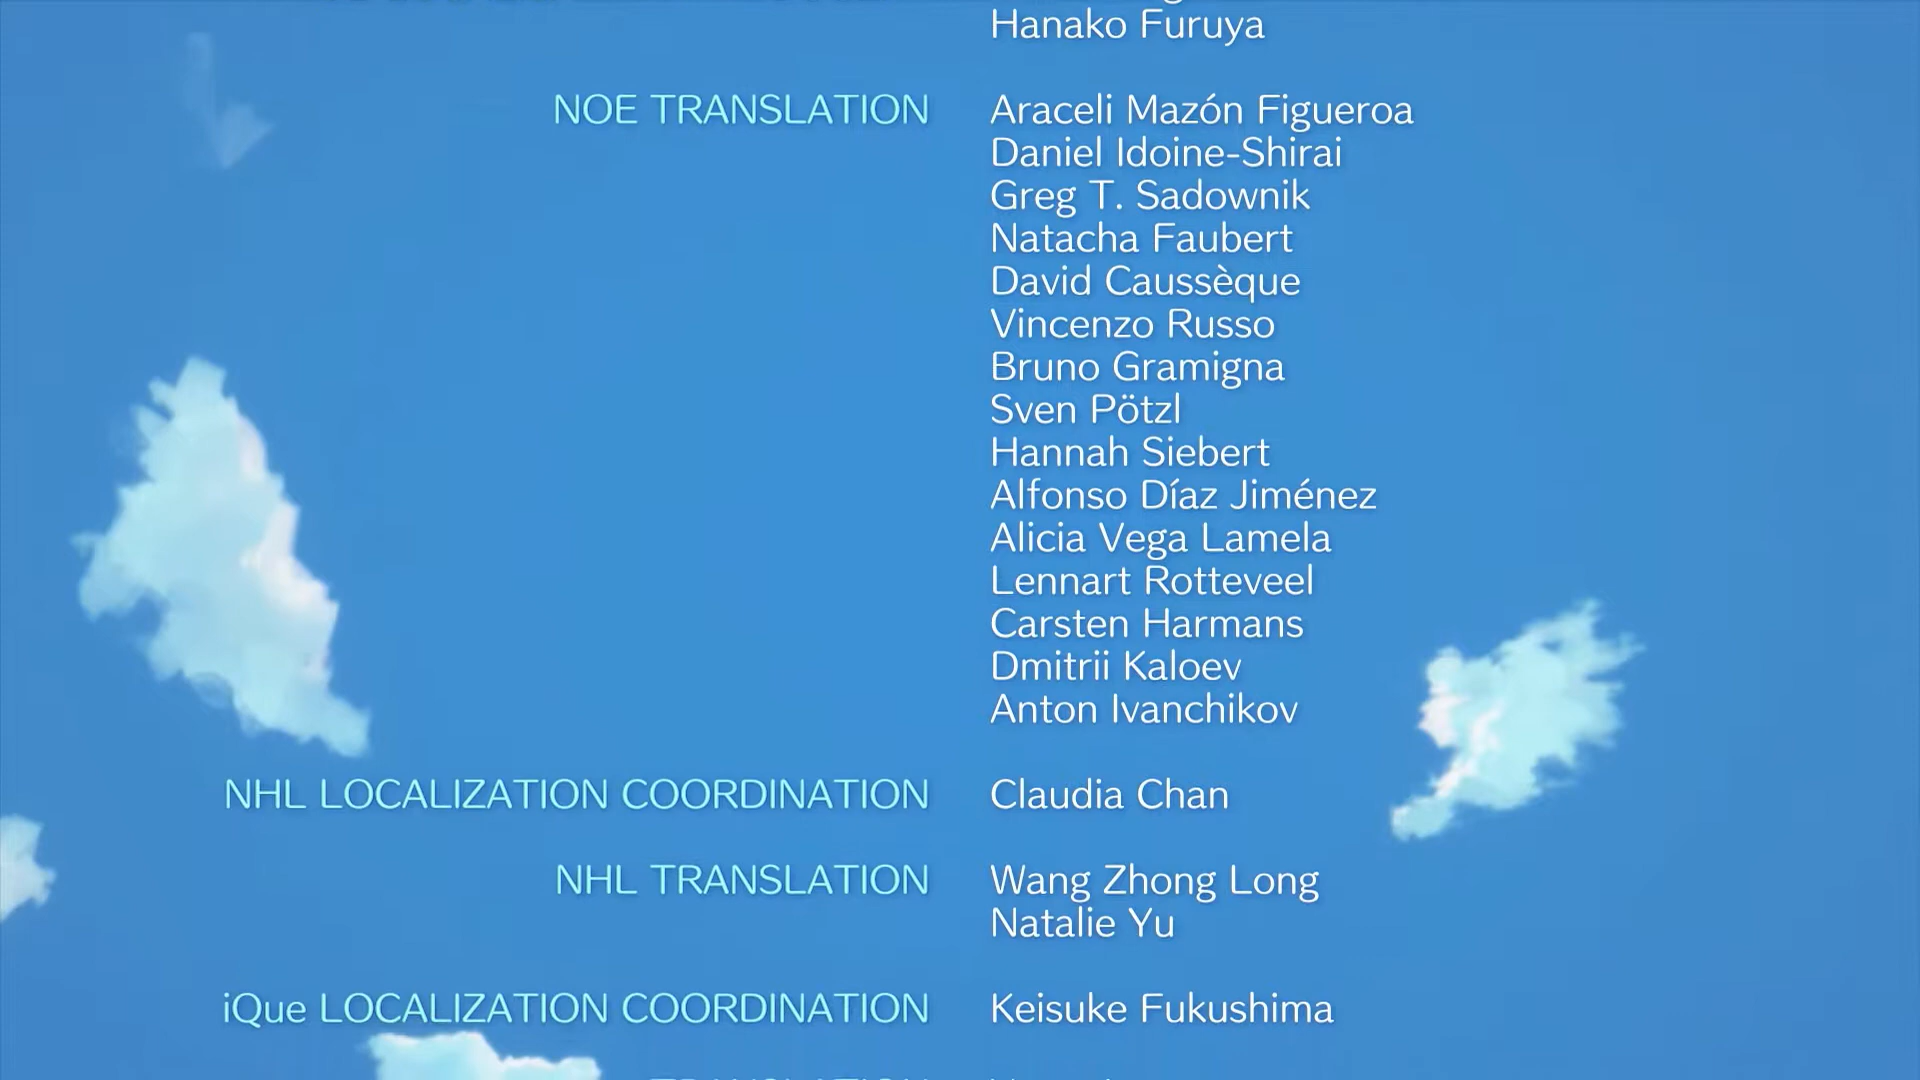 Hanako Furuya
NOE TRANSLATION Araceli Mazón Figueroa
Daniel Idoine-Shirai
Greg T. Sadownik
Natacha Faubert
David Caussèque
Vincenzo Russo
Bruno Gramigna
Sven Pötzl
Hannah Siebert
Alfonso Díaz Jiménez
Alicia Vega Lamela
Lennart Rotteveel
Carsten Harmans
Dmitrii Kaloev
Anton Ivanchikov
NHL LOCALIZATION COORDINATION Claudia Chan
NHL TRANSLATION Wang Zhong Long
Natalie Yu
iQue LOCALIZATION COORDINATION Keisuke Fukushima